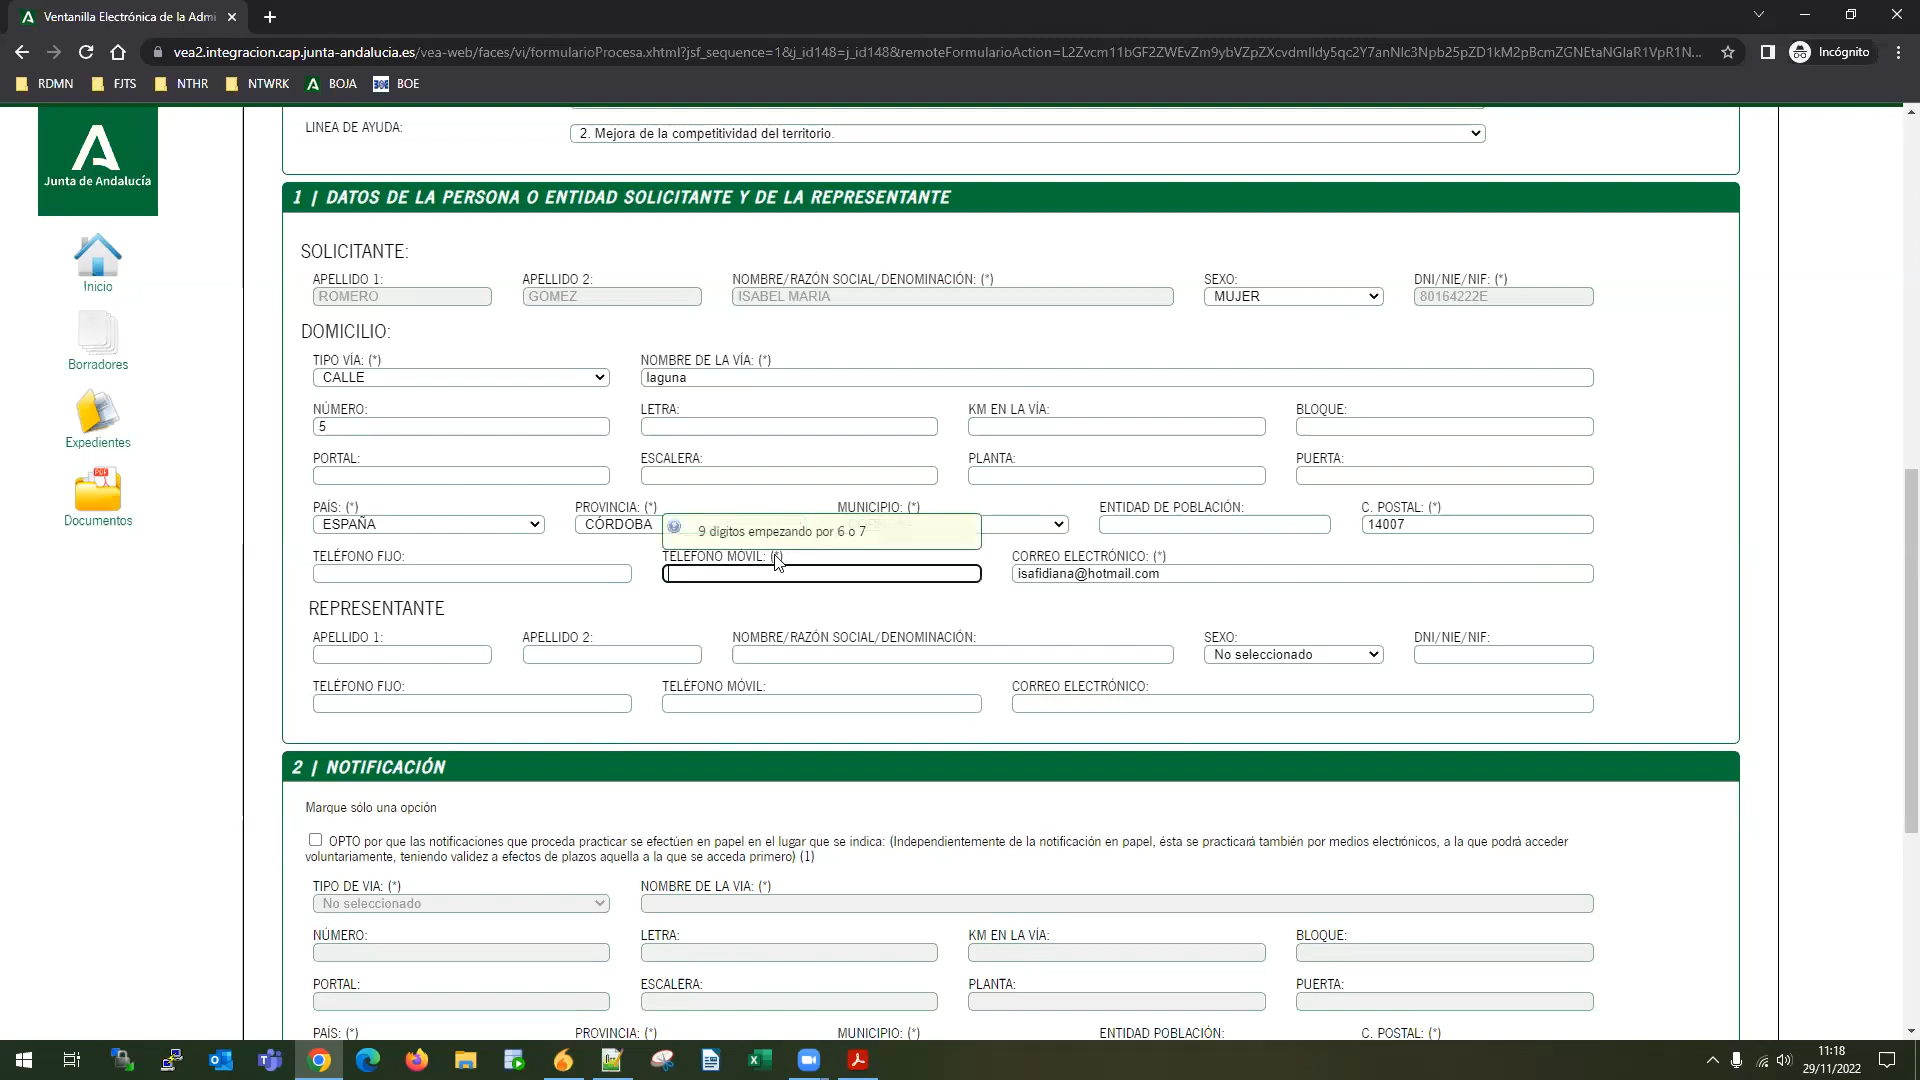 Ventanilla Electrónica de la Admi
vea2.integracion.cap.junta-andalucia.es/vea-web/faces/vi/formularioProcesa.xhtml?jsf_sequence=1&j_id148=j_id148&remoteFormularioAction=
Incógnito
RDMN FJTS NTHR NTWRK BOJA BOE
LINEA DE AYUDA: 2. Mejora de la competitividad del territorio.
Junta de Andalucía
Inicio
Borradores
Expedientes
PDF
Documentos
1 | DATOS DE LA PERSONA O ENTIDAD SOLICITANTE Y DE LA REPRESENTANTE
SOLICITANTE:
APELLIDO 1: APELLIDO 2: NOMBRE/RAZÓN SOCIAL/DENOMINACIÓN: (*) SEXO: DNI/NIE/NIF: (*)
ROMERO GOMEZ ISABEL MARIA MUJER 80164222E
DOMICILIO:
TIPO VÍA: (*) NOMBRE DE LA VÍA: (*)
CALLE laguna
NÚMERO: LETRA: KM EN LA VÍA: BLOQUE:
5
PORTAL: ESCALERA: PLANTA: PUERTA:
PAÍS: (*) PROVINCIA: (*) MUNICIPIO: (*) ENTIDAD DE POBLACIÓN: C. POSTAL: (*)
ESPAÑA CÓRDOBA 14007
9 digitos empezando por 6 o 7
TELÉFONO FIJO: TELÉFONO MÓVIL: (*) CORREO ELECTRÓNICO: (*)
isafidiana@hotmail.com
REPRESENTANTE
APELLIDO 1: APELLIDO 2: NOMBRE/RAZÓN SOCIAL/DENOMINACIÓN: SEXO: DNI/NIE/NIF:
No seleccionado
TELÉFONO FIJO: TELÉFONO MÓVIL: CORREO ELECTRÓNICO:
2 | NOTIFICACIÓN
Marque sólo una opción
OPTO por que las notificaciones que proceda practicar se efectúen en papel en el lugar que se indica: (Independientemente de la notificación en papel, ésta se practicará también por medios electrónicos, a la que podrá acceder
voluntariamente, teniendo validez a efectos de plazos aquella a la que se acceda primero) (1)
TIPO DE VIA: (*) NOMBRE DE LA VIA: (*)
No seleccionado
NÚMERO: LETRA: KM EN LA VÍA: BLOQUE:
PORTAL: ESCALERA: PLANTA: PUERTA:
PAÍS: (*) PROVINCIA: (*) MUNICIPIO: (*) ENTIDAD POBLACIÓN: C. POSTAL: (*)
11:18
29/11/2022